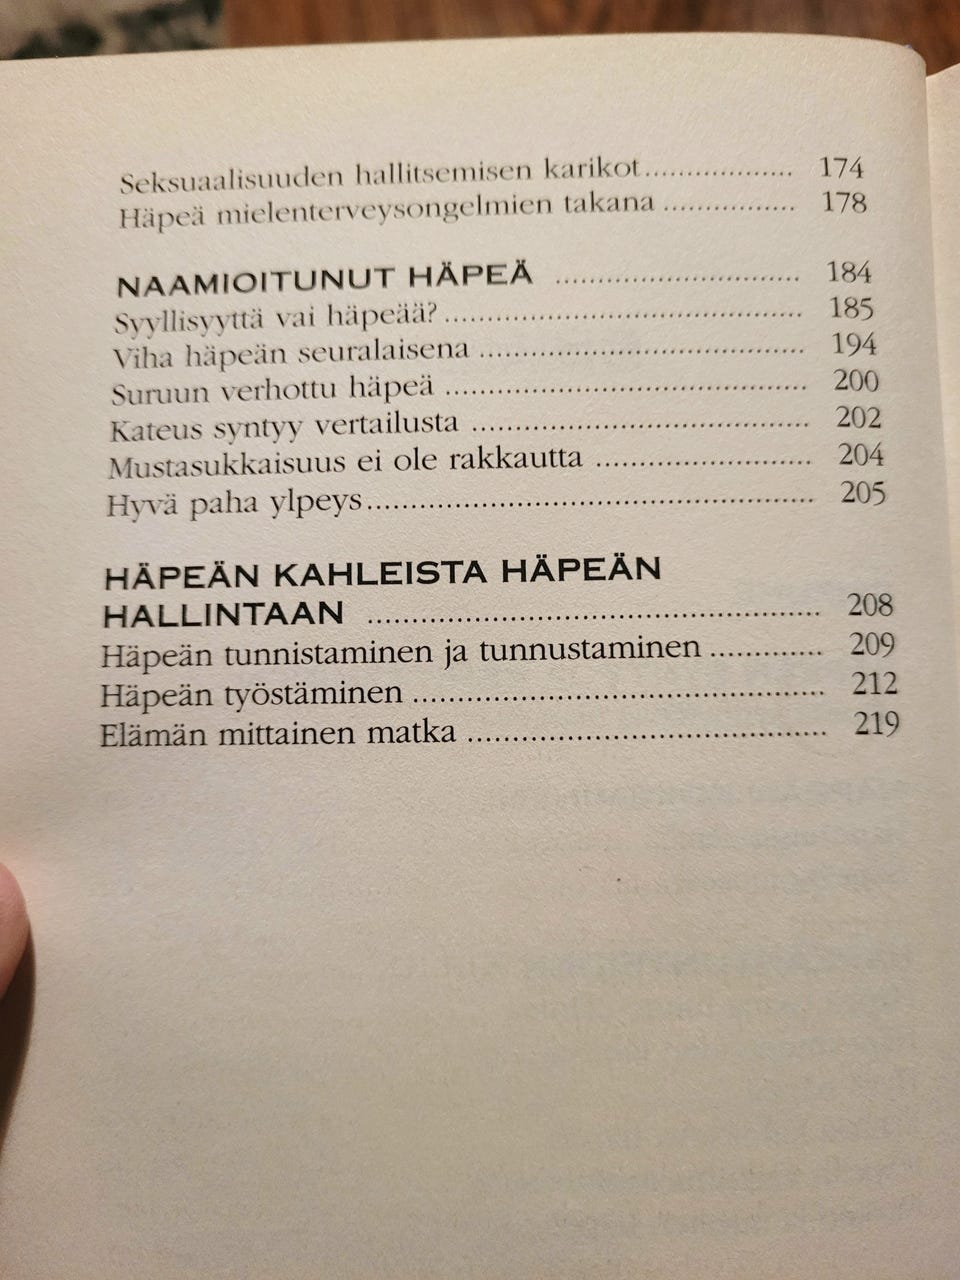 Seksuaalisuuden hallitsemisen karikot.................. 174
Häpeä mielenterveysongelmien takana ................ 178
NAAMIOITUNUT HÄPEÄ ............................. 184
Syyllisyyttä vai häpeää?.......................................... 185
Viha häpeän seuralaisena ...................................... 194
Suruun verhottu häpeä .......................................... 200
Kateus syntyy vertailusta ....................................... 202
Mustasukkaisuus ei ole rakkautta ......................... 204
Hyvä paha ylpeys.................................................... 205
HÄPEÄN KAHLEISTA HÄPEÄN
HALLINTAAN ..................................................... 208
Häpeän tunnistaminen ja tunnustaminen ............. 209
Häpeän työstäminen ................................................ 212
Elämän mittainen matka ......................................... 219